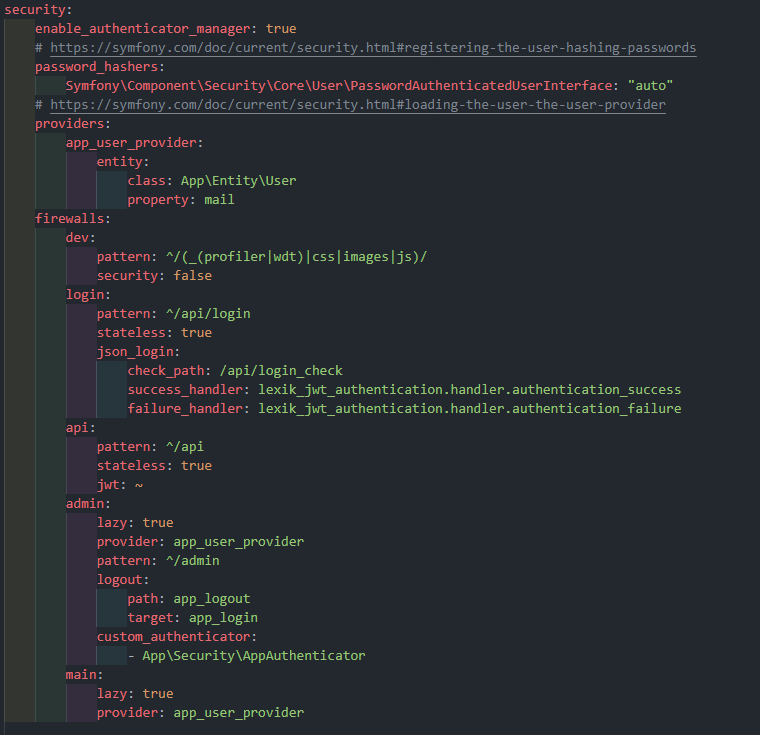 security:
    enable_authenticator_manager: true
    # https://symfony.com/doc/current/security.html#registering-the-user-hashing-passwords
    password_hashers:
        Symfony\Component\Security\Core\User\PasswordAuthenticatedUserInterface: "auto"
    # https://symfony.com/doc/current/security.html#loading-the-user-the-user-provider
    providers:
        app_user_provider:
            entity:
                class: App\Entity\User
                property: mail
    firewalls:
        dev:
            pattern: ^/(_(profiler|wdt)|css|images|js)/
            security: false
        login:
            pattern: ^/api/login
            stateless: true
            json_login:
                check_path: /api/login_check
                success_handler: lexik_jwt_authentication.handler.authentication_success
                failure_handler: lexik_jwt_authentication.handler.authentication_failure
        api:
            pattern: ^/api
            stateless: true
            jwt: ~
        admin:
            lazy: true
            provider: app_user_provider
            pattern: ^/admin
            logout:
                path: app_logout
                target: app_login
            custom_authenticator:
                - App\Security\AppAuthenticator
        main:
            lazy: true
            provider: app_user_provider